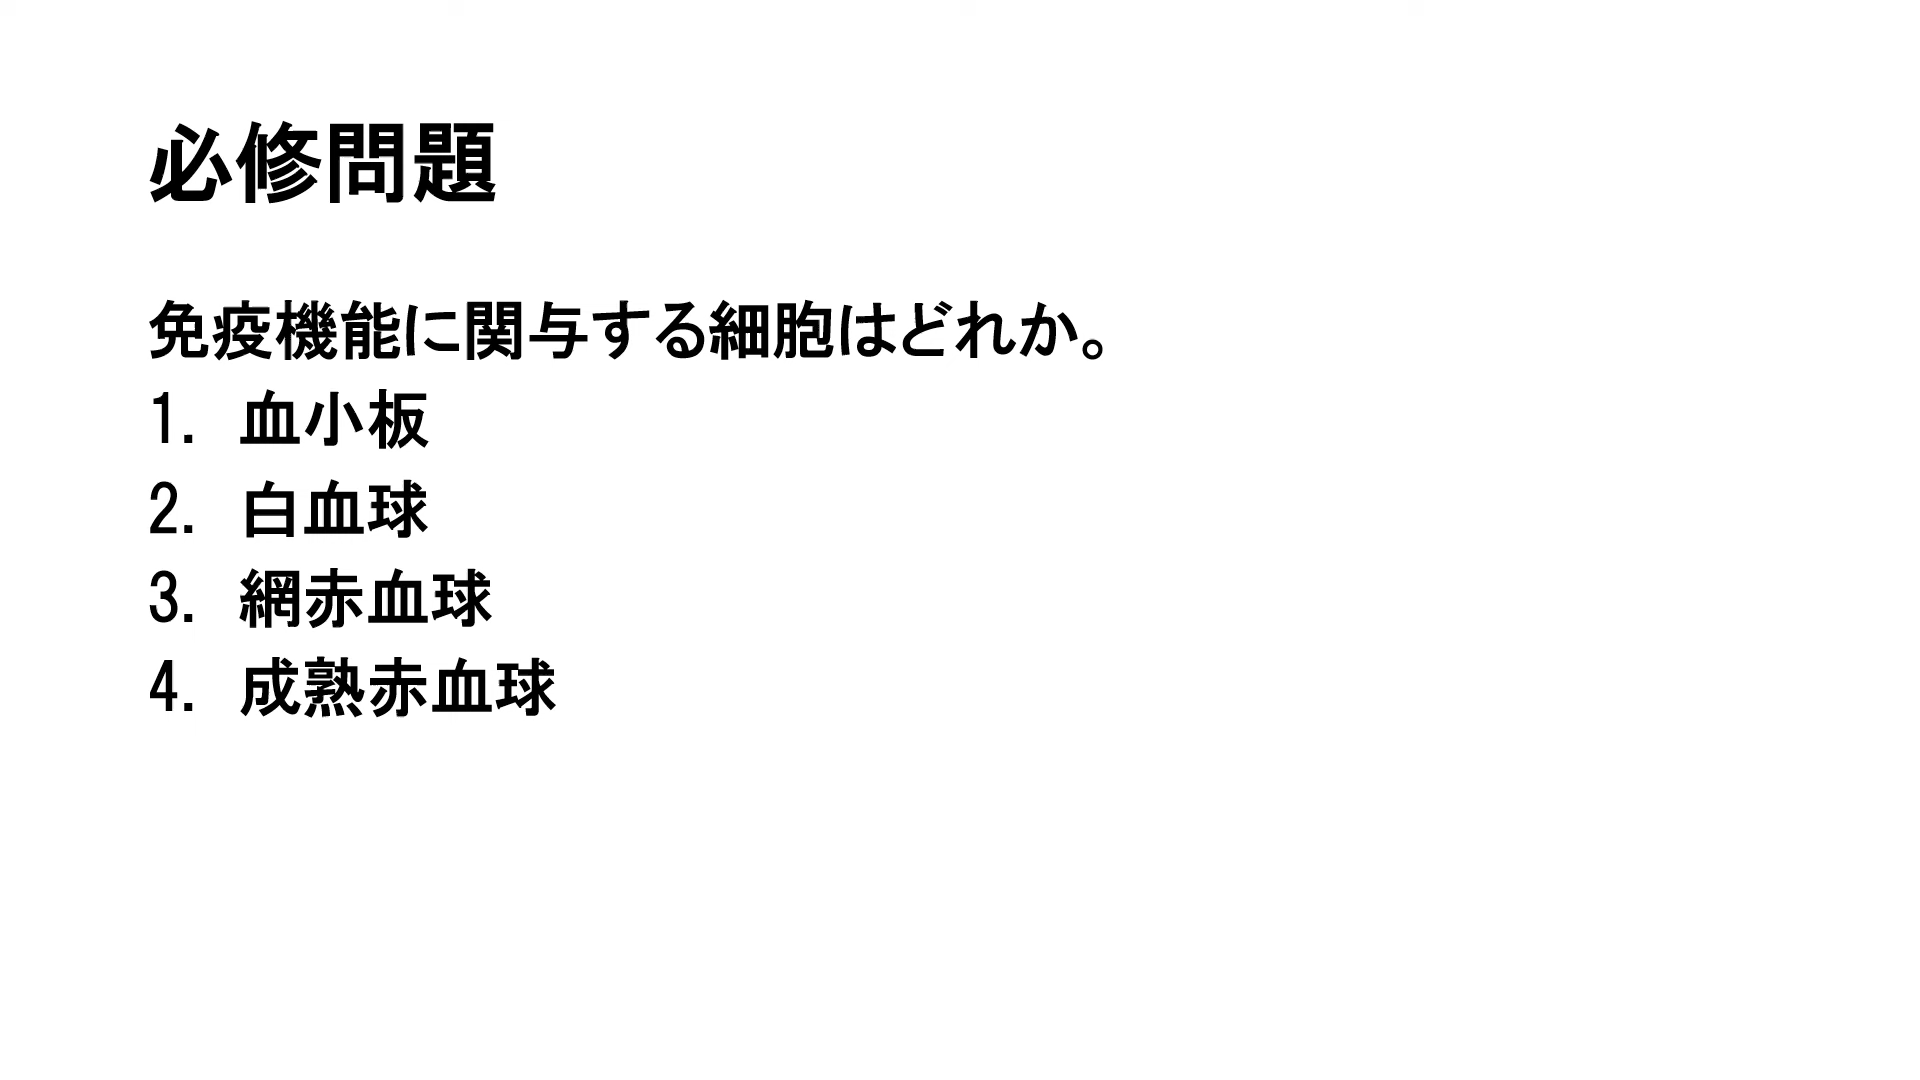 必修問題
免疫機能に関与する細胞はどれか。
1. 血小板
2. 白血球
3. 網赤血球
4. 成熟赤血球